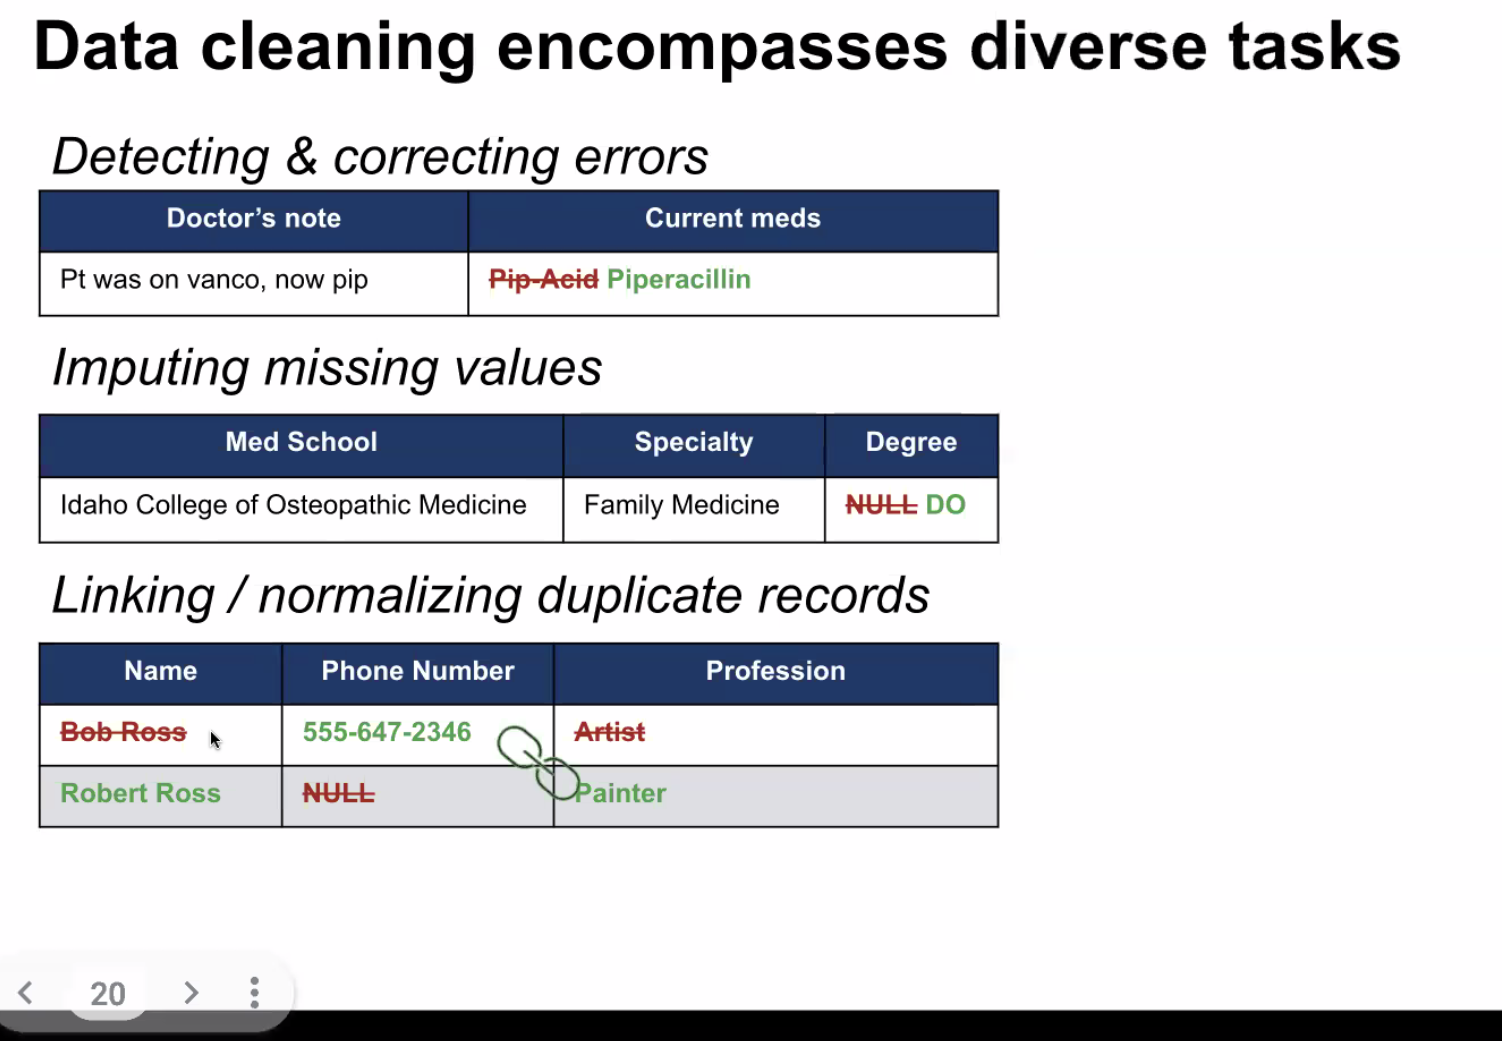 Data cleaning encompasses diverse tasks
Detecting & correcting errors
Doctor’s note Current meds
Pt was on vanco, now pip Pip-Acid Piperacillin
Imputing missing values
Med School Specialty Degree
Idaho College of Osteopathic Medicine Family Medicine NULL DO
Linking / normalizing duplicate records
Name Phone Number Profession
Bob Ross 555-647-2346 Artist
Robert Ross NULL Painter
20